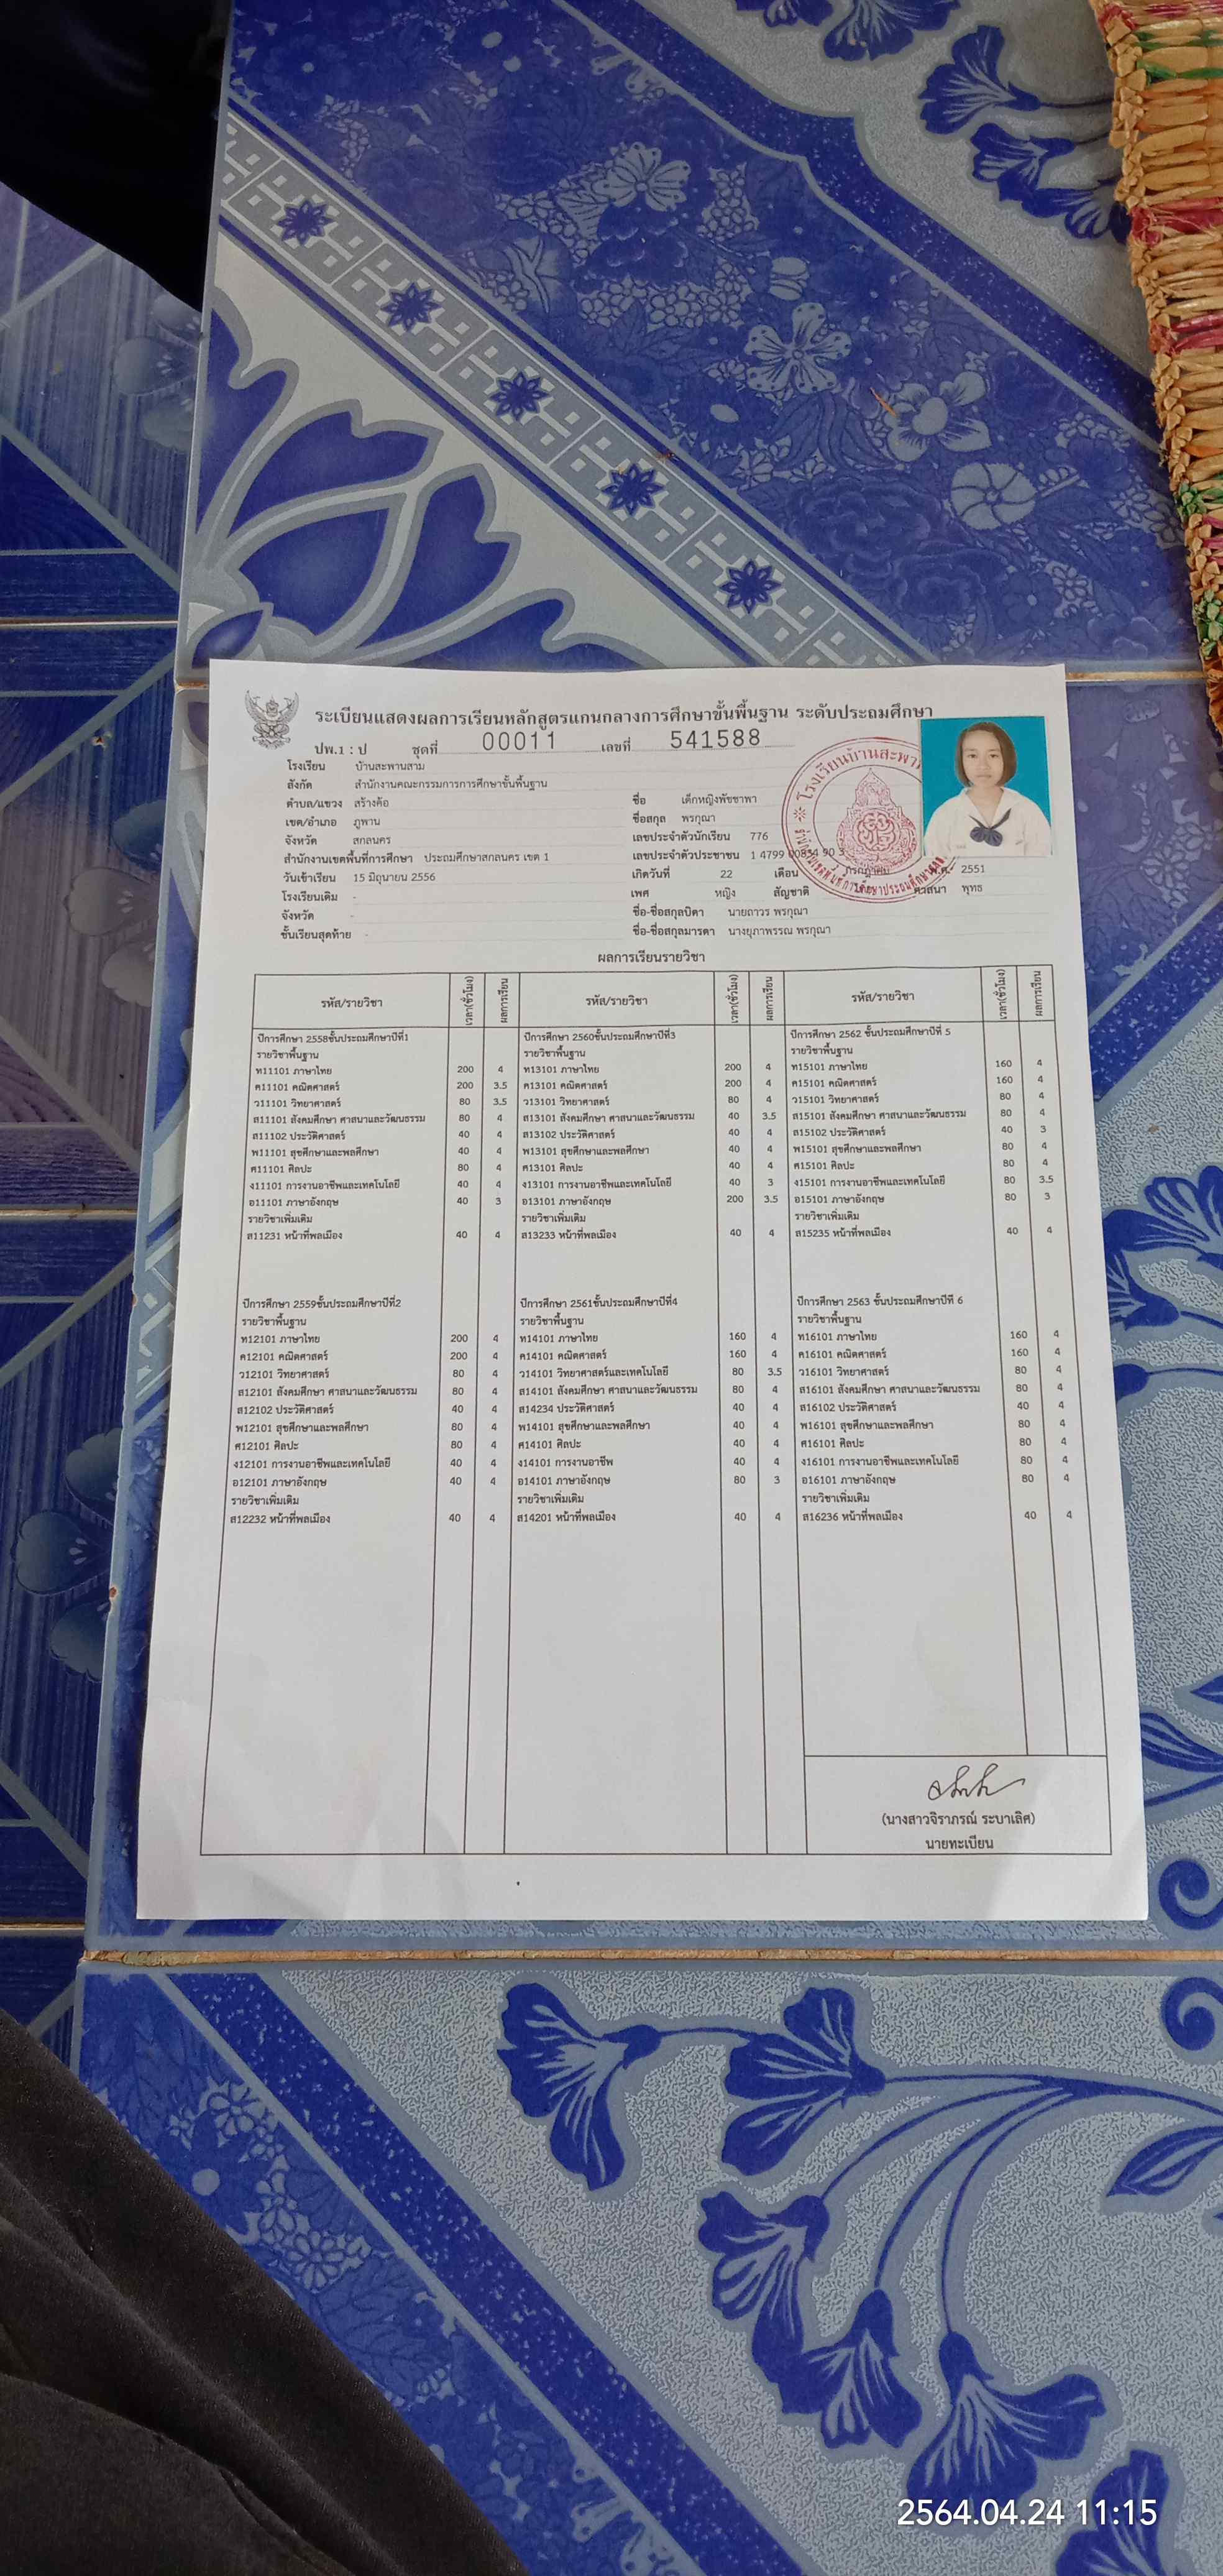 ระเบียนแสดงผลการเรียนหลักสูตรแกนกลางการศึกษาขั้นพื้นฐาน ระดับประถมศึกษา
ปพ.1 : ป ชุดที่ 00011 เลขที่ 541588
โรงเรียน บ้านสะพานสาม
สังกัด สำนักงานคณะกรรมการการศึกษาขั้นพื้นฐาน
ตำบล/แขวง สร้างค้อ
เขต/อำเภอ ภูพาน
จังหวัด สกลนคร
สำนักงานเขตพื้นที่การศึกษา ประถมศึกษาสกลนคร เขต 1
วันเข้าเรียน 15 มิถุนายน 2556
โรงเรียนเดิม -
จังหวัด -
ชั้นเรียนสุดท้าย -
ชื่อ เด็กหญิงพัชชาพา
ชื่อสกุล พรกุณา
เลขประจำตัวนักเรียน 776
เลขประจำตัวประชาชน 1 4799
เกิดวันที่ 22 เดือน กรกฎาคม พ.ศ. 2551
เพศ หญิง สัญชาติ ไทย ศาสนา พุทธ
ชื่อ-ชื่อสกุลบิดา นายถาวร พรกุณา
ชื่อ-ชื่อสกุลมารดา นางยุภาพรรณ พรกุณา
โรงเรียนบ้านสะพาน
ผลการเรียนรายวิชา
รหัส/รายวิชา เวลา(ชั่วโมง) ผลการเรียน รหัส/รายวิชา เวลา(ชั่วโมง) ผลการเรียน รหัส/รายวิชา เวลา(ชั่วโมง) ผลการเรียน
ปีการศึกษา 2558ชั้นประถมศึกษาปีที่1
รายวิชาพื้นฐาน
ท11101 ภาษาไทย 200 4
ค11101 คณิตศาสตร์ 200 3.5
ว11101 วิทยาศาสตร์ 80 3.5
ส11101 สังคมศึกษา ศาสนาและวัฒนธรรม 80 4
ส11102 ประวัติศาสตร์ 40 4
พ11101 สุขศึกษาและพลศึกษา 40 4
ศ11101 ศิลปะ 80 4
ง11101 การงานอาชีพและเทคโนโลยี 40 4
อ11101 ภาษาอังกฤษ 40 3
รายวิชาเพิ่มเติม
ส11231 หน้าที่พลเมือง 40 4
ปีการศึกษา 2559ชั้นประถมศึกษาปีที่2
รายวิชาพื้นฐาน
ท12101 ภาษาไทย 200 4
ค12101 คณิตศาสตร์ 200 4
ว12101 วิทยาศาสตร์ 80 4
ส12101 สังคมศึกษา ศาสนาและวัฒนธรรม 80 4
ส12102 ประวัติศาสตร์ 40 4
พ12101 สุขศึกษาและพลศึกษา 80 4
ศ12101 ศิลปะ 80 4
ง12101 การงานอาชีพและเทคโนโลยี 40 4
อ12101 ภาษาอังกฤษ 40 4
รายวิชาเพิ่มเติม
ส12232 หน้าที่พลเมือง 40 4
ปีการศึกษา 2560ชั้นประถมศึกษาปีที่3
รายวิชาพื้นฐาน
ท13101 ภาษาไทย 200 4
ค13101 คณิตศาสตร์ 200 4
ว13101 วิทยาศาสตร์ 80 4
ส13101 สังคมศึกษา ศาสนาและวัฒนธรรม 40 3.5
ส13102 ประวัติศาสตร์ 40 4
พ13101 สุขศึกษาและพลศึกษา 40 4
ศ13101 ศิลปะ 40 4
ง13101 การงานอาชีพและเทคโนโลยี 40 3
อ13101 ภาษาอังกฤษ 200 3.5
รายวิชาเพิ่มเติม
ส13233 หน้าที่พลเมือง 40 4
ปีการศึกษา 2561ชั้นประถมศึกษาปีที่4
รายวิชาพื้นฐาน
ท14101 ภาษาไทย 160 4
ค14101 คณิตศาสตร์ 160 4
ว14101 วิทยาศาสตร์และเทคโนโลยี 80 3.5
ส14101 สังคมศึกษา ศาสนาและวัฒนธรรม 80 4
ส14234 ประวัติศาสตร์ 40 4
พ14101 สุขศึกษาและพลศึกษา 40 4
ศ14101 ศิลปะ 40 4
ง14101 การงานอาชีพ 40 4
อ14101 ภาษาอังกฤษ 80 3
รายวิชาเพิ่มเติม
ส14201 หน้าที่พลเมือง 40 4
ปีการศึกษา 2562 ชั้นประถมศึกษาปีที่ 5
รายวิชาพื้นฐาน
ท15101 ภาษาไทย 160 4
ค15101 คณิตศาสตร์ 160 4
ว15101 วิทยาศาสตร์ 80 4
ส15101 สังคมศึกษา ศาสนาและวัฒนธรรม 80 4
ส15102 ประวัติศาสตร์ 40 3
พ15101 สุขศึกษาและพลศึกษา 80 4
ศ15101 ศิลปะ 80 4
ง15101 การงานอาชีพและเทคโนโลยี 80 3.5
อ15101 ภาษาอังกฤษ 80 3
รายวิชาเพิ่มเติม
ส15235 หน้าที่พลเมือง 40 4
ปีการศึกษา 2563 ชั้นประถมศึกษาปีที่ 6
รายวิชาพื้นฐาน
ท16101 ภาษาไทย 160 4
ค16101 คณิตศาสตร์ 160 4
ว16101 วิทยาศาสตร์ 80 4
ส16101 สังคมศึกษา ศาสนาและวัฒนธรรม 80 4
ส16102 ประวัติศาสตร์ 40 4
พ16101 สุขศึกษาและพลศึกษา 80 4
ศ16101 ศิลปะ 80 4
ง16101 การงานอาชีพและเทคโนโลยี 80 4
อ16101 ภาษาอังกฤษ 80 4
รายวิชาเพิ่มเติม
ส16236 หน้าที่พลเมือง 40 4
(นางสาวจิราภรณ์ ระบาเลิศ)
นายทะเบียน
2564.04.24 11:15